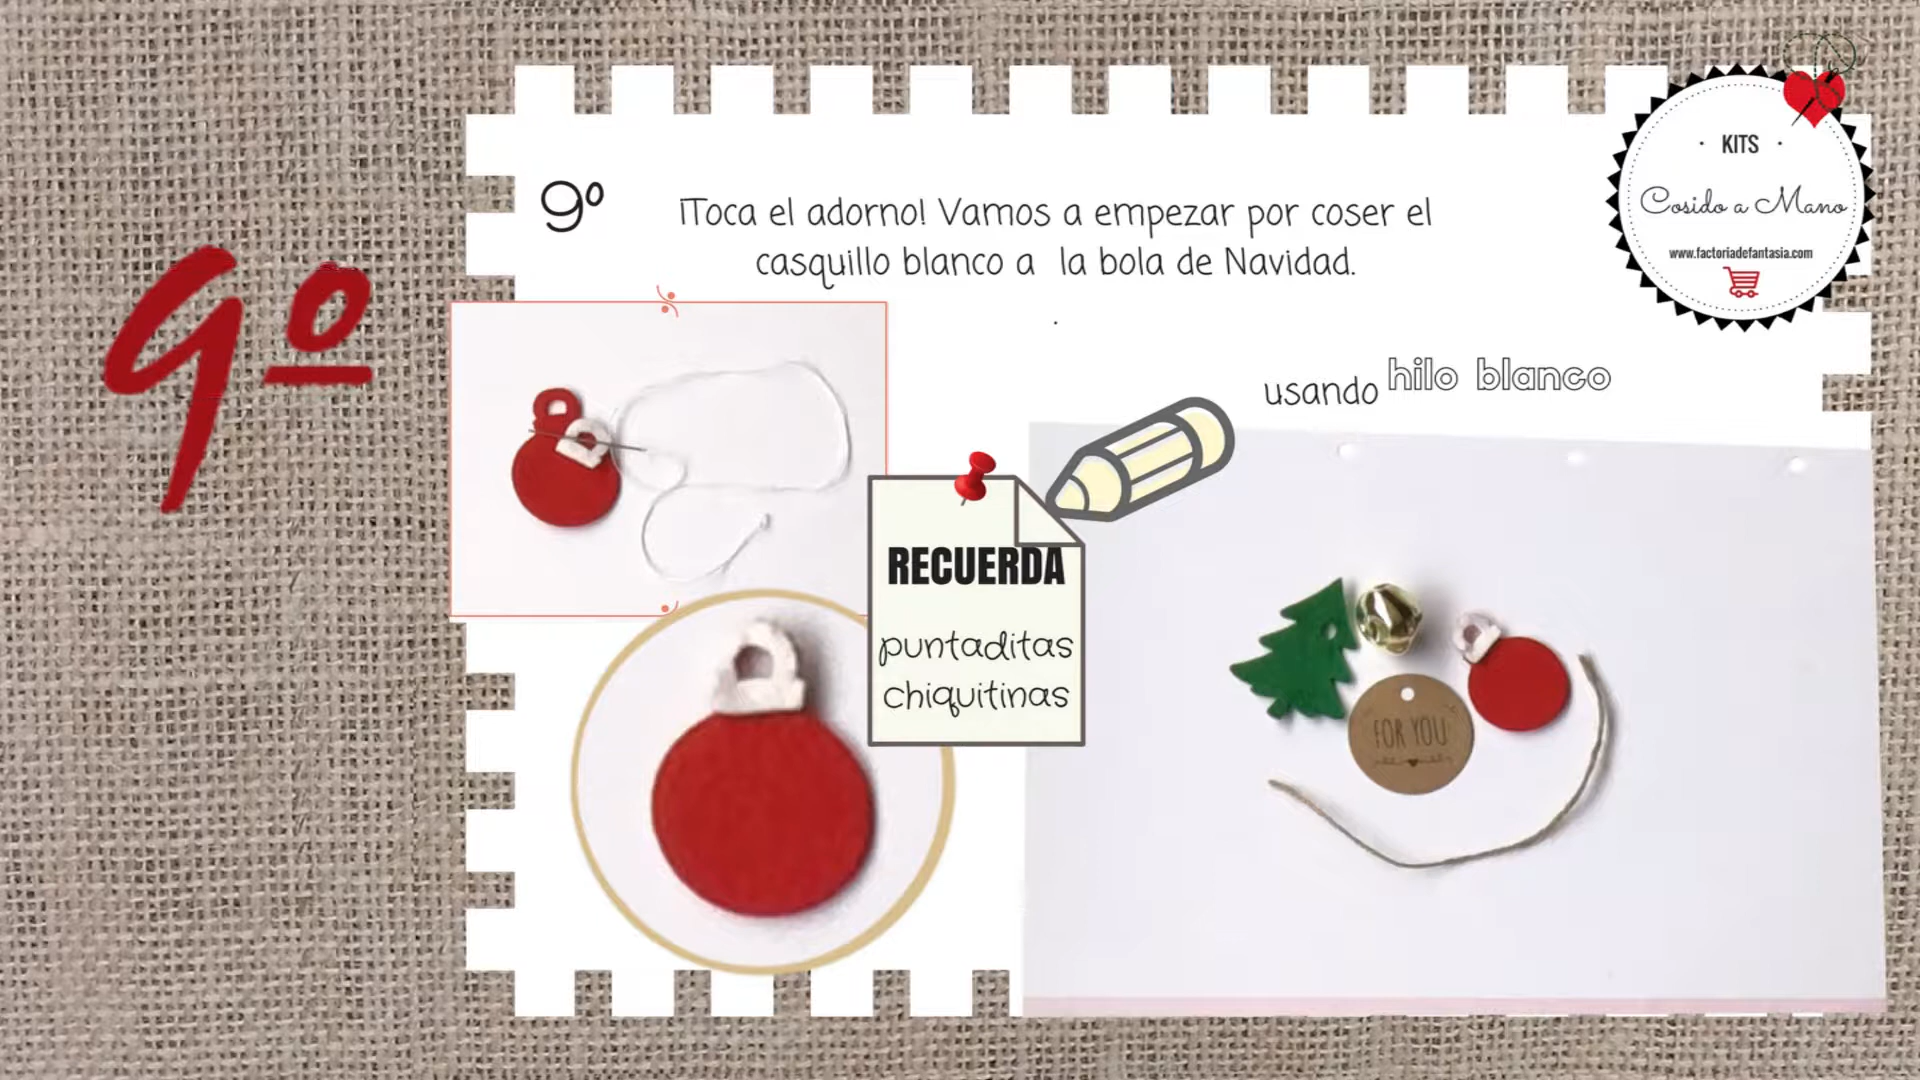 9º
9º
¡Toca el adorno! Vamos a empezar por coser el
casquillo blanco a la bola de Navidad.
.
usando hilo blanco
RECUERDA
puntaditas
chiquitinas
FOR YOU
· KITS ·
Cosido a Mano
www.factoriadefantasia.com